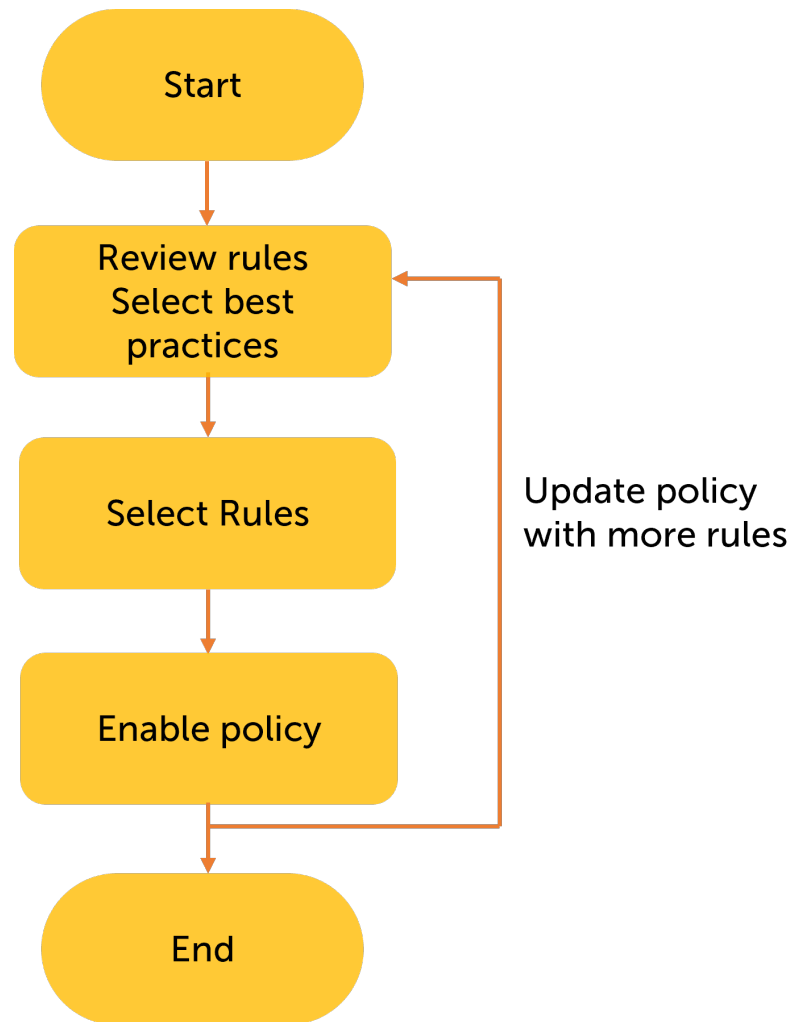 Start
Review rules
Select best
practices
Select Rules
Update policy
with more rules
Enable policy
End